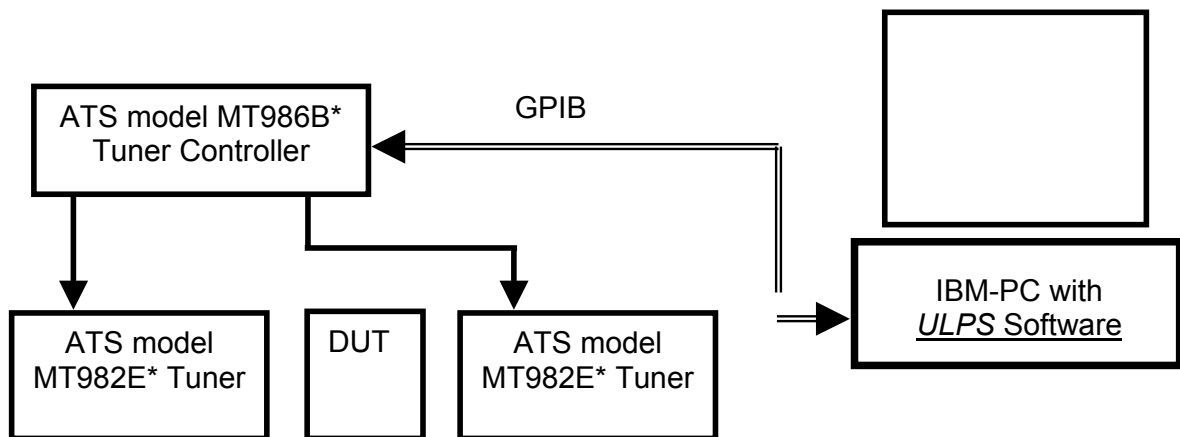 GPIB
ATS model MT986B*
Tuner Controller
IBM-PC with
ULPS Software
ATS model
MT982E* Tuner
DUT
ATS model
MT982E* Tuner